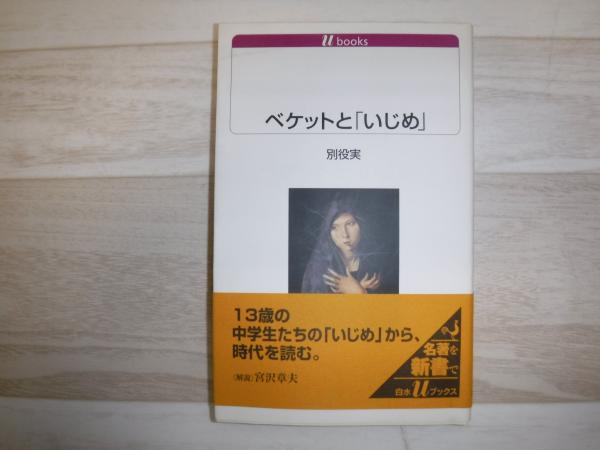 u books
ベケットと「いじめ」
別役実
13歳の
中学生たちの「いじめ」から、
時代を読む。
〈解説〉宮沢章夫
名著を
新書で
白水uブックス